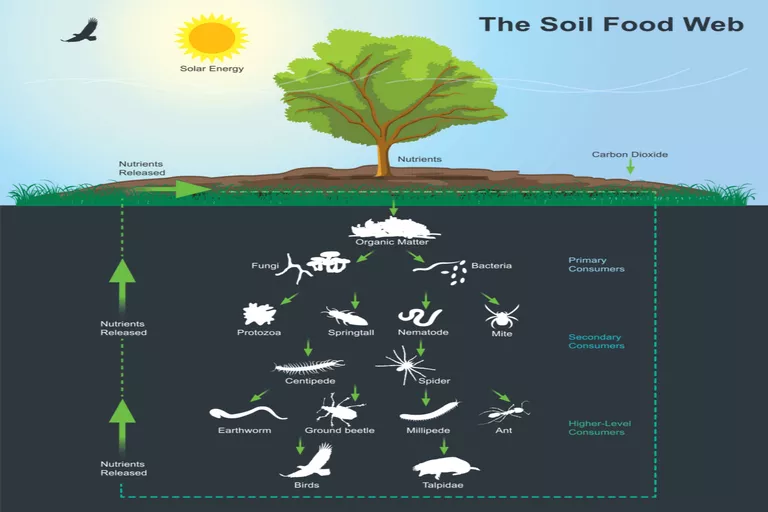 The Soil Food Web
Solar Energy
Carbon Dioxide
Nutrients
Nutrients
Released
Organic Matter
Fungi
Bacteria
Primary
Consumers
Nutrients
Released
Protozoa
Springtall
Nematode
Mite
Secondary
Consumers
Centipede
Spider
Earthworm
Ground beetle
Millipede
Ant
Higher-Level
Consumers
Nutrients
Released
Birds
Talpidae